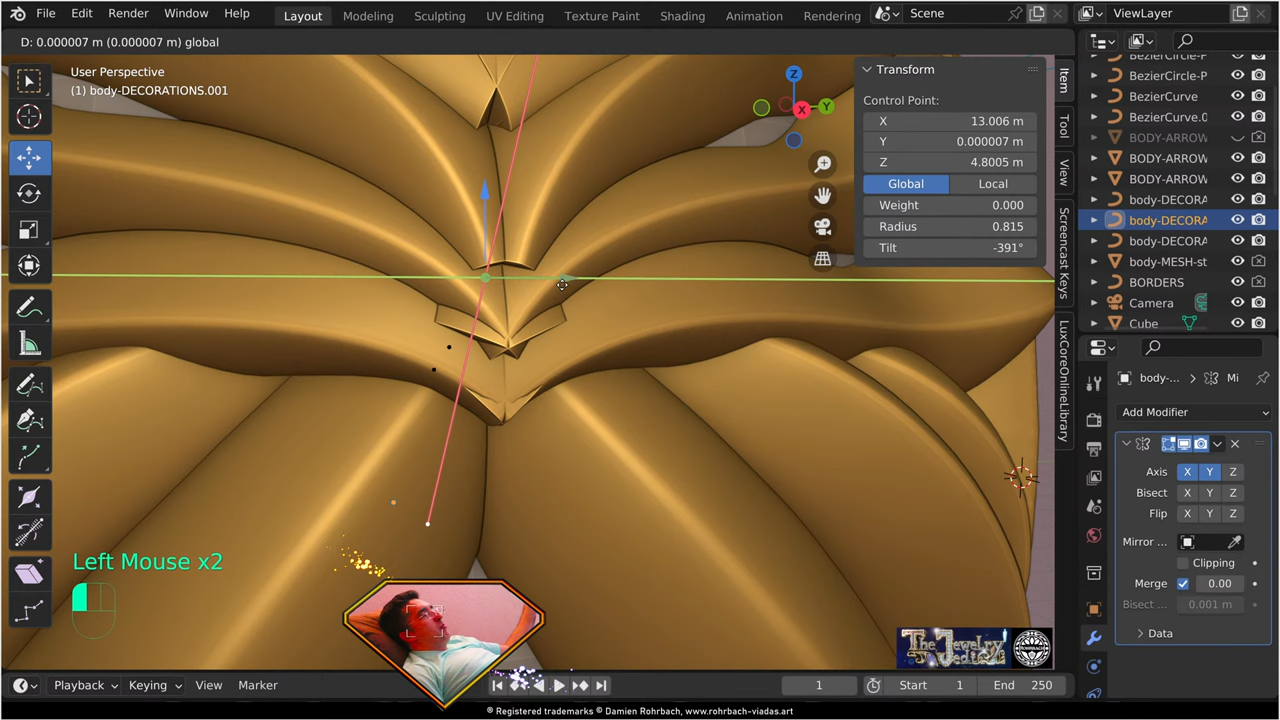 File Edit Render Window Help Layout Modeling Sculpting UV Editing Texture Paint Shading Animation Rendering Scene ViewLayer
D: 0.000007 m (0.000007 m) global
User Perspective
(1) body-DECORATIONS.001
Z
Y
X
Transform
Control Point:
X 13.006 m
Y 0.000007 m
Z 4.8005 m
Global Local
Weight 0.000
Radius 0.815
Tilt -391°
Item
Tool
View
Screencast Keys
LuxCoreOnlineLibrary
BezierCircle-P
BezierCircle-P
BezierCurve
BezierCurve.0
BODY-ARROW
BODY-ARROW
BODY-ARROW
body-DECORA
body-DECORA
body-DECORA
body-MESH-st
BORDERS
Camera
Cube
body-... > Mi
Add Modifier
Axis X Y Z
Bisect X Y Z
Flip X Y Z
Mirror ...
Clipping
Merge 0.00
Bisect ... 0.001 m
Data
Left Mouse x2
The Jewelry
ROHRBACH
Playback Keying View Marker 1 Start 1 End 250
® Registered trademarks © Damien Rohrbach, www.rohrbach-viadas.art